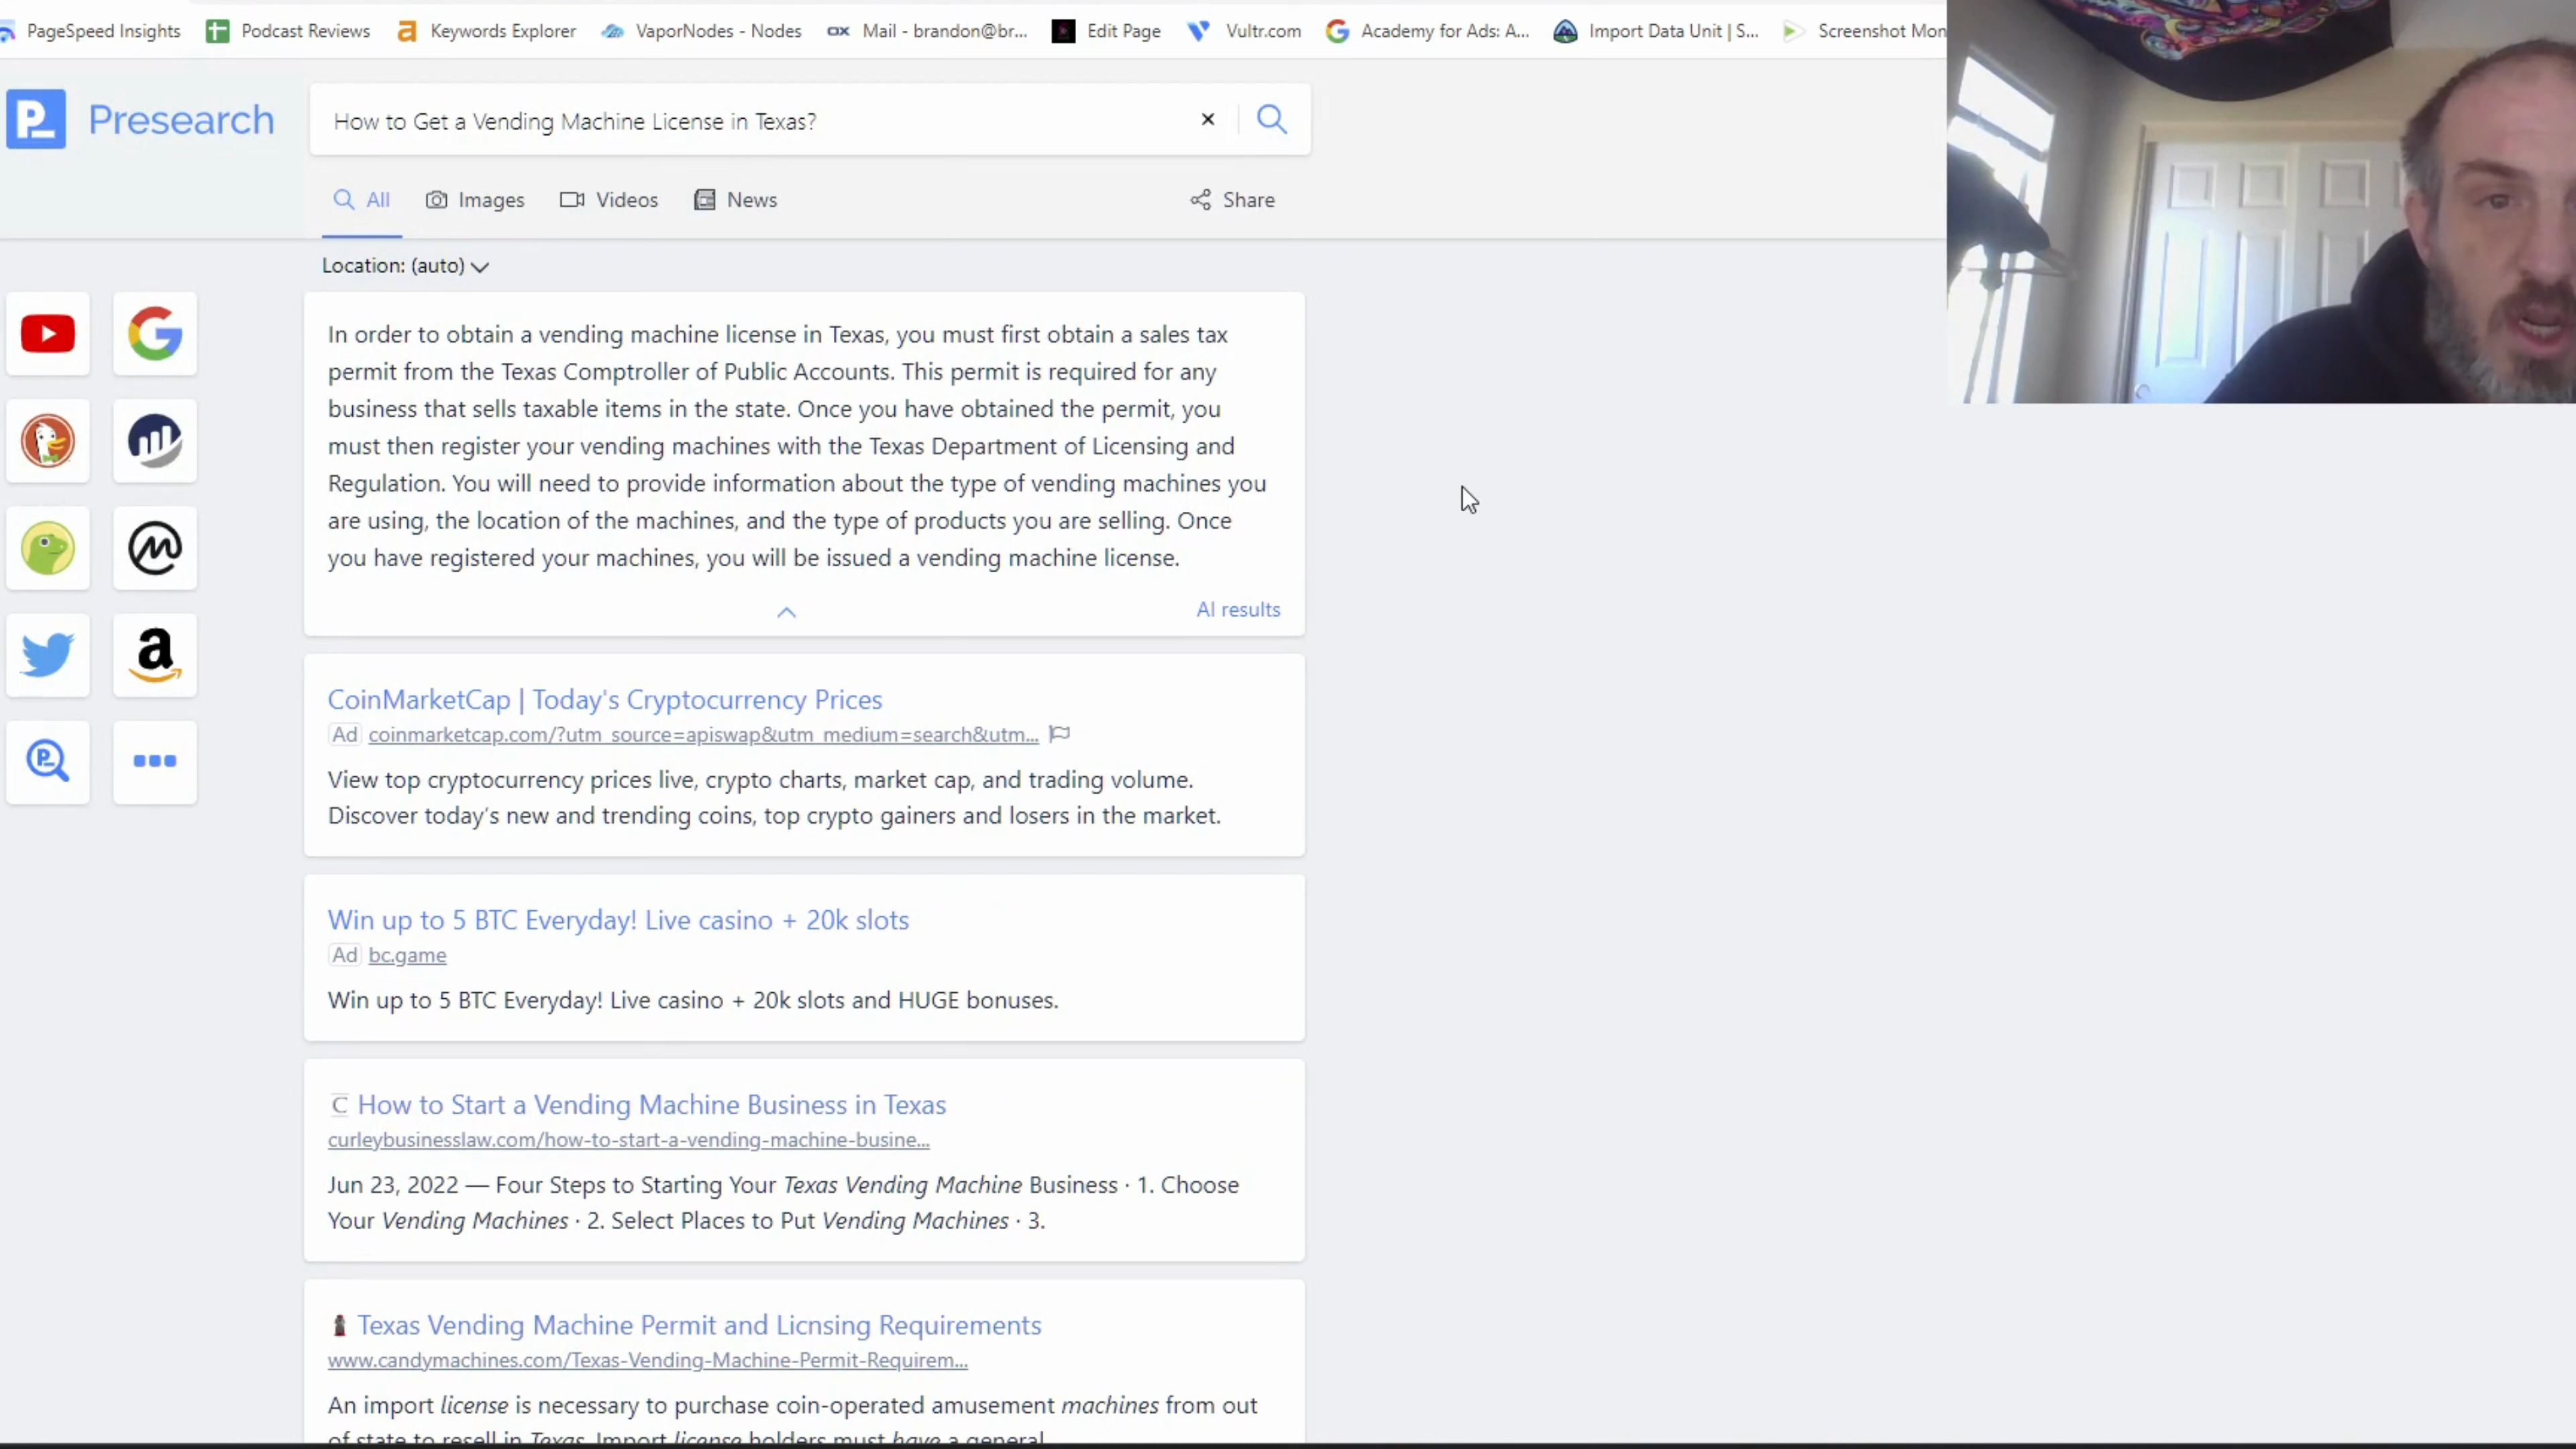 PageSpeed Insights
Podcast Reviews
Keywords Explorer
VaporNodes - Nodes
OX
Mail - brandon@br...
Edit Page
Vultr.com
Academy for Ads: A...
Import Data Unit | S...
Screenshot Mon
Presearch
How to Get a Vending Machine License in Texas?
All
Images
Videos
News
Share
Location: (auto)
In order to obtain a vending machine license in Texas, you must first obtain a sales tax
permit from the Texas Comptroller of Public Accounts. This permit is required for any
business that sells taxable items in the state. Once you have obtained the permit, you
must then register your vending machines with the Texas Department of Licensing and
Regulation. You will need to provide information about the type of vending machines you
are using, the location of the machines, and the type of products you are selling. Once
you have registered your machines, you will be issued a vending machine license.
AI results
CoinMarketCap | Today's Cryptocurrency Prices
Ad coinmarketcap.com/?utm_source=apiswap&utm_medium=search&utm...
View top cryptocurrency prices live, crypto charts, market cap, and trading volume.
Discover today's new and trending coins, top crypto gainers and losers in the market.
Win up to 5 BTC Everyday! Live casino + 20k slots
Ad bc.game
Win up to 5 BTC Everyday! Live casino + 20k slots and HUGE bonuses.
C How to Start a Vending Machine Business in Texas
curleybusinesslaw.com/how-to-start-a-vending-machine-busine...
Jun 23, 2022 — Four Steps to Starting Your Texas Vending Machine Business · 1. Choose
Your Vending Machines · 2. Select Places to Put Vending Machines · 3.
Texas Vending Machine Permit and Licnsing Requirements
www.candymachines.com/Texas-Vending-Machine-Permit-Requirem...
An import license is necessary to purchase coin-operated amusement machines from out
of state to resell in Texas. Import license holders must have a general